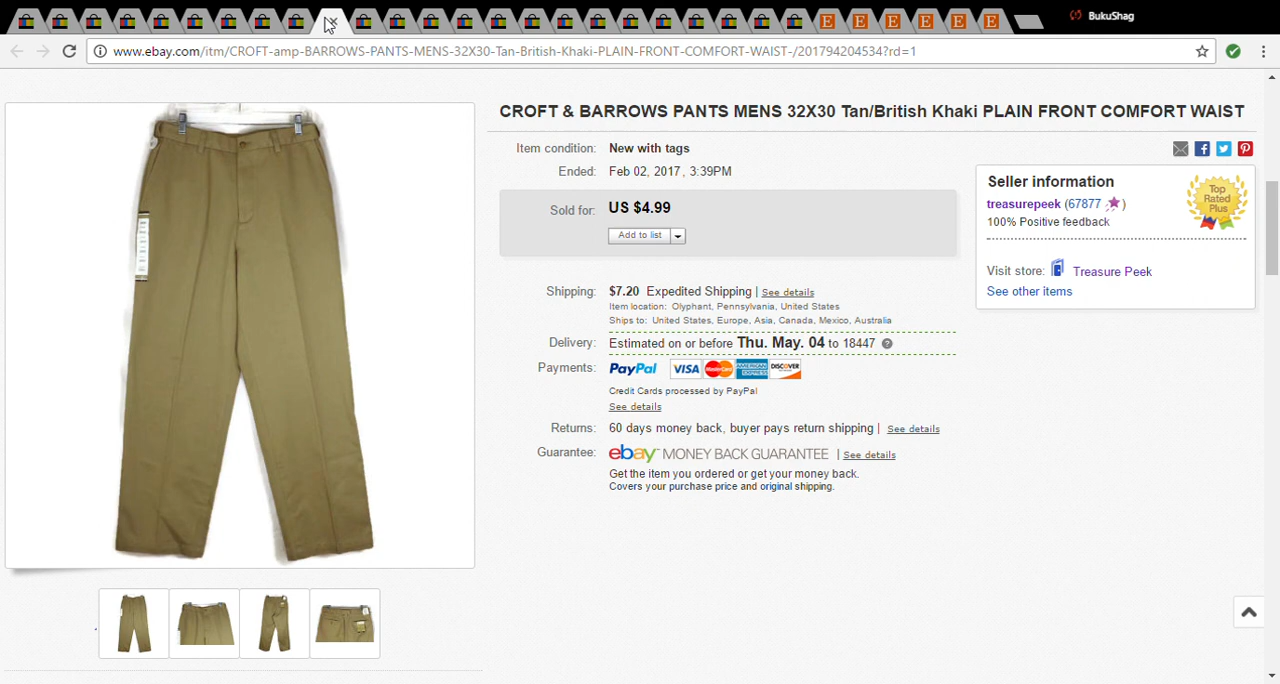 BukuShag
www.ebay.com/itm/CROFT-amp-BARROWS-PANTS-MENS-32X30-Tan-British-Khaki-PLAIN-FRONT-COMFORT-WAIST-/201794204534?rd=1
CROFT & BARROWS PANTS MENS 32X30 Tan/British Khaki PLAIN FRONT COMFORT WAIST
Item condition: New with tags
Ended: Feb 02, 2017 , 3:39PM
Sold for: US $4.99
Add to list
Shipping: $7.20 Expedited Shipping | See details
Item location: Olyphant, Pennsylvania, United States
Ships to: United States, Europe, Asia, Canada, Mexico, Australia
Delivery: Estimated on or before Thu. May. 04 to 18447 ?
Payments: PayPal VISA MasterCard AMERICAN EXPRESS DISCOVER
Credit Cards processed by PayPal
See details
Returns: 60 days money back, buyer pays return shipping | See details
Guarantee: ebay MONEY BACK GUARANTEE | See details
Get the item you ordered or get your money back.
Covers your purchase price and original shipping.
Seller information
treasurepeek (67877 )
100% Positive feedback
Top Rated Plus
Visit store: Treasure Peek
See other items